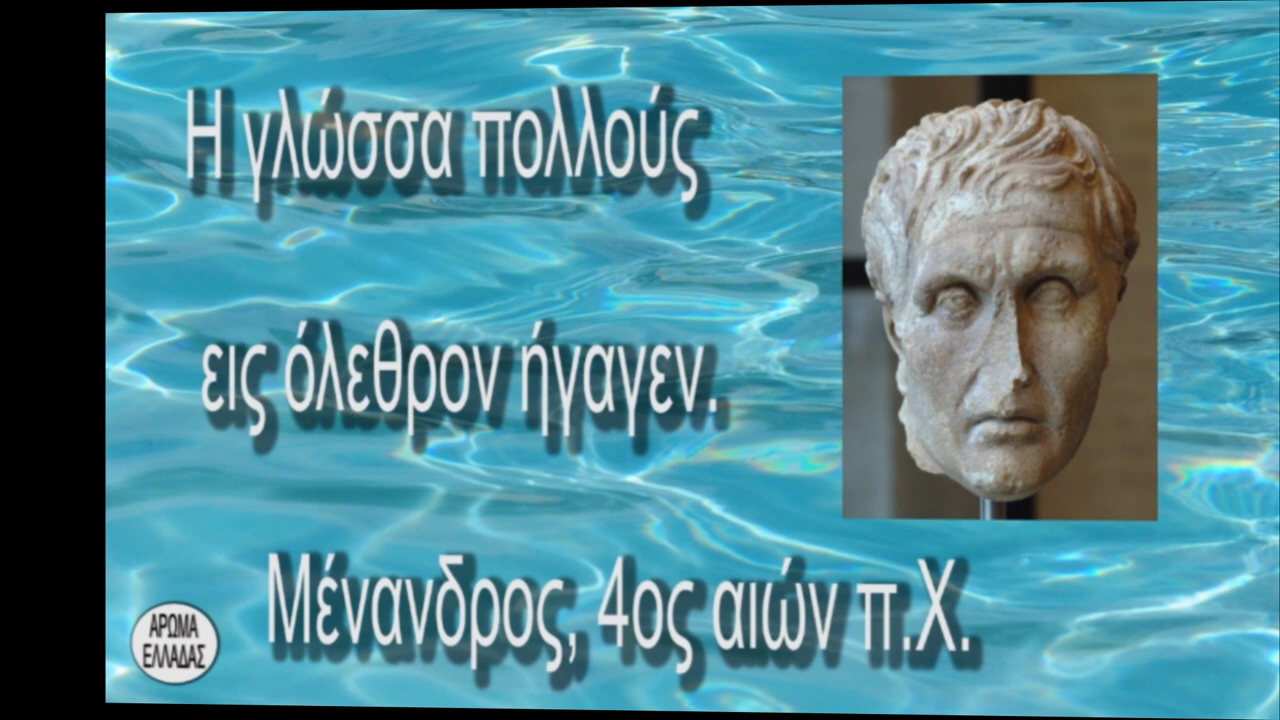 Η γλώσσα πολλούς
εις όλεθρον ήγαγεν.
Μένανδρος, 4ος αιών π.Χ.
ΑΡΩΜΑ
ΕΛΛΑΔΑΣ